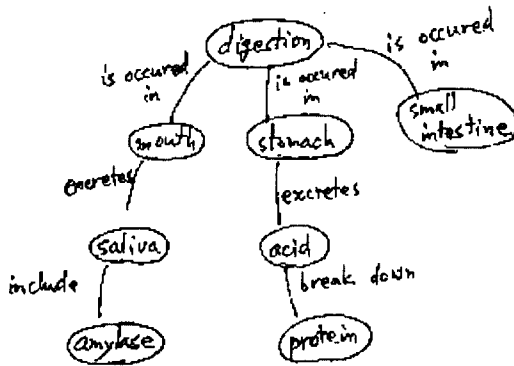 digestion
is occured
in
is occured
in
is occured
in
mouth
stomach
small
intestine
excretes
excretes
saliva
acid
include
break down
amylase
protein